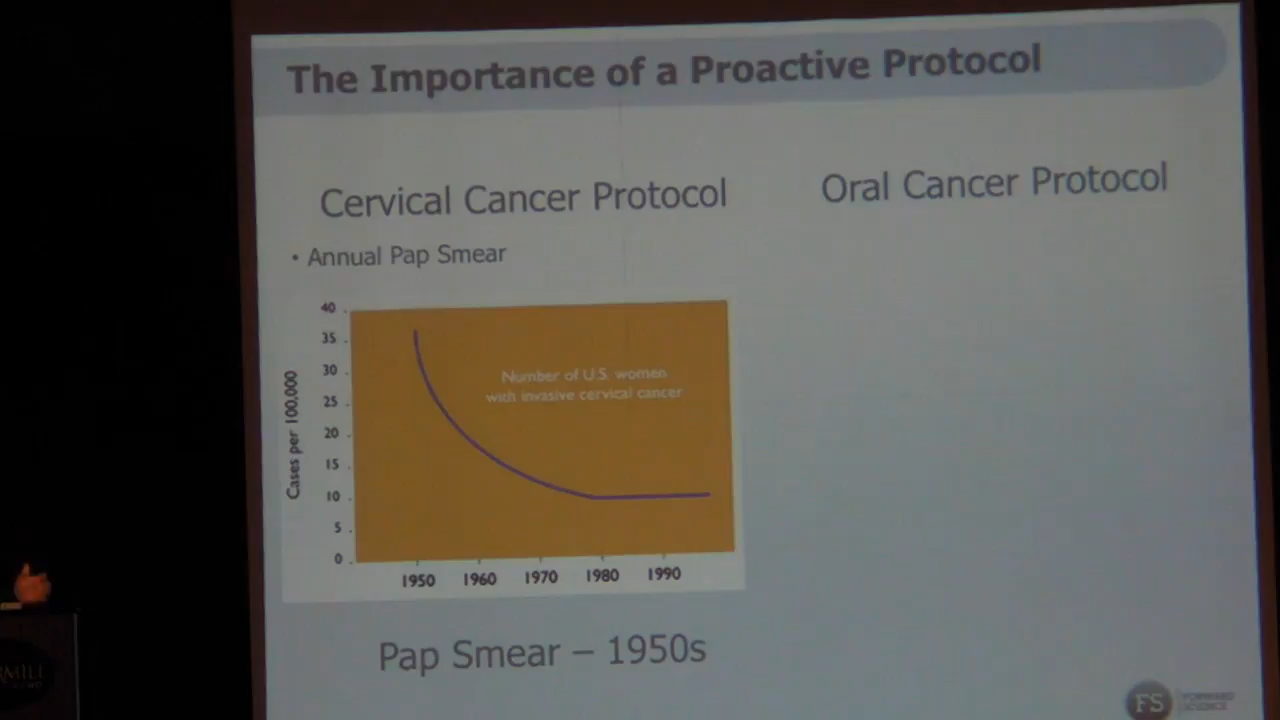 The Importance of a Proactive Protocol
Cervical Cancer Protocol
• Annual Pap Smear
40
35
30
25
20
15
10
5
0
Cases per 100,000
Number of U.S. women
with invasive cervical cancer
1950 1960 1970 1980 1990
Pap Smear – 1950s
Oral Cancer Protocol
FS
FORWARD
SCIENCE